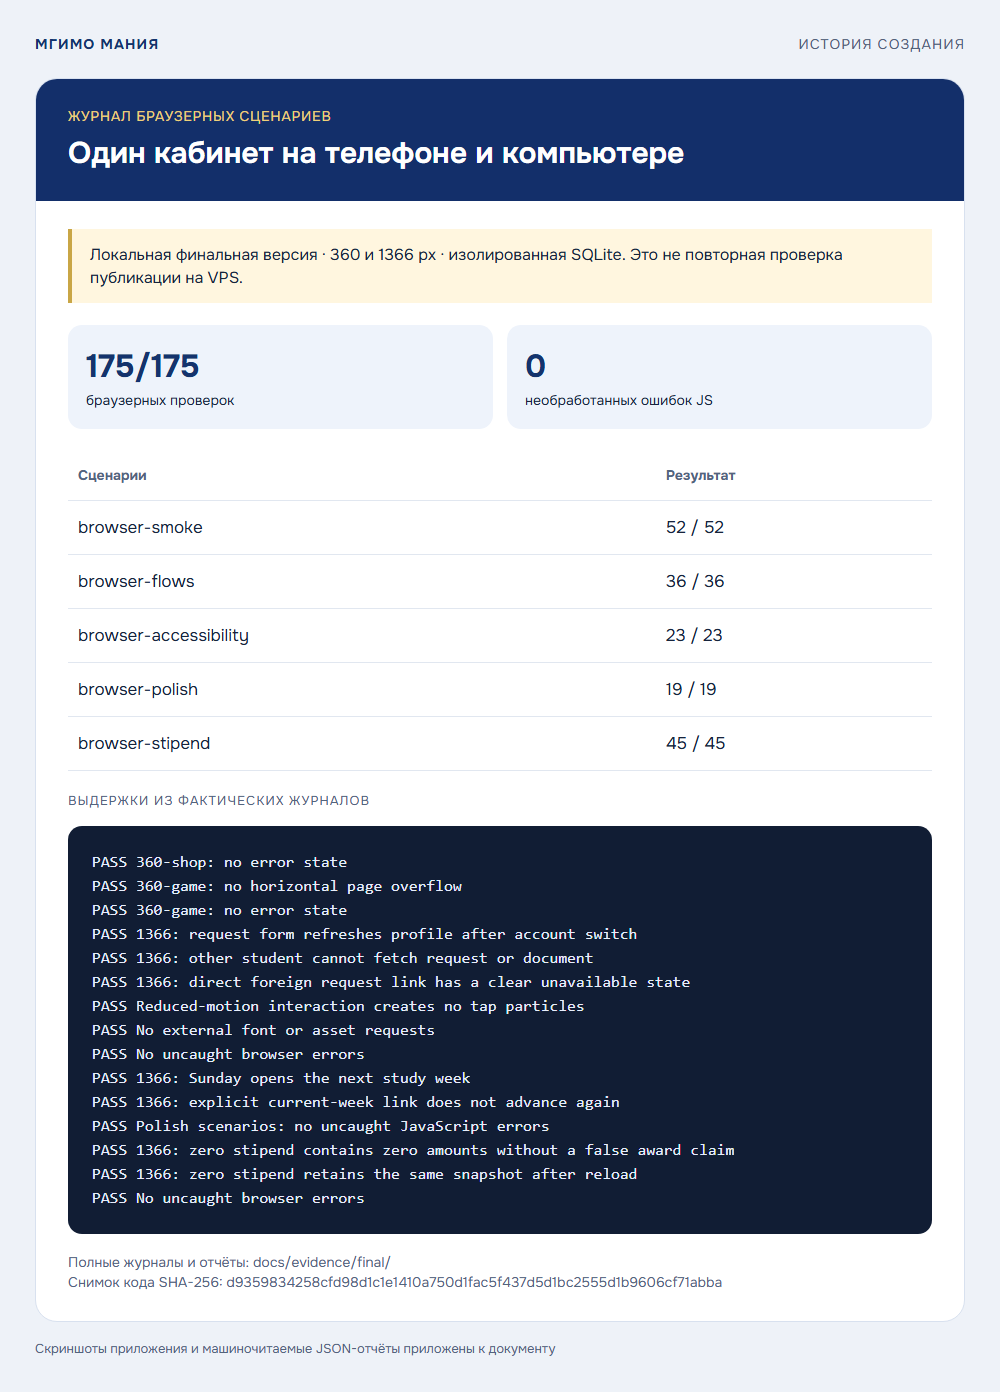 МГИМО МАНИЯ
ИСТОРИЯ СОЗДАНИЯ
ЖУРНАЛ БРАУЗЕРНЫХ СЦЕНАРИЕВ
Один кабинет на телефоне и компьютере
Локальная финальная версия · 360 и 1366 px · изолированная SQLite. Это не повторная проверка
публикации на VPS.
175/175
браузерных проверок
0
необработанных ошибок JS
Сценарии Результат
browser-smoke 52 / 52
browser-flows 36 / 36
browser-accessibility 23 / 23
browser-polish 19 / 19
browser-stipend 45 / 45
ВЫДЕРЖКИ ИЗ ФАКТИЧЕСКИХ ЖУРНАЛОВ
PASS 360-shop: no error state
PASS 360-game: no horizontal page overflow
PASS 360-game: no error state
PASS 1366: request form refreshes profile after account switch
PASS 1366: other student cannot fetch request or document
PASS 1366: direct foreign request link has a clear unavailable state
PASS Reduced-motion interaction creates no tap particles
PASS No external font or asset requests
PASS No uncaught browser errors
PASS 1366: Sunday opens the next study week
PASS 1366: explicit current-week link does not advance again
PASS Polish scenarios: no uncaught JavaScript errors
PASS 1366: zero stipend contains zero amounts without a false award claim
PASS 1366: zero stipend retains the same snapshot after reload
PASS No uncaught browser errors
Полные журналы и отчёты: docs/evidence/final/
Снимок кода SHA-256: d9359834258cfd98d1c1e1410a750d1fac5f437d5d1bc2555d1b9606cf71abba
Скриншоты приложения и машиночитаемые JSON-отчёты приложены к документу